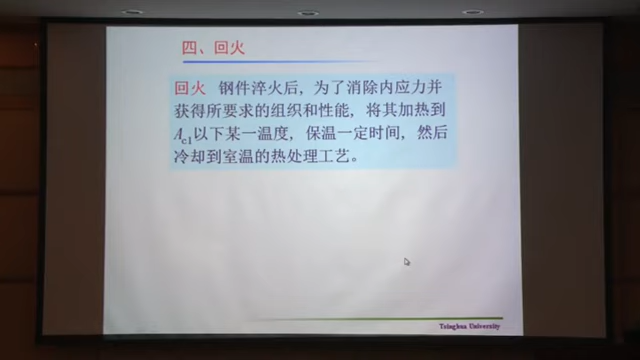 四、回火
回火 钢件淬火后，为了消除内应力并
获得所要求的组织和性能，将其加热到
Ac1以下某一温度，保温一定时间，然后
冷却到室温的热处理工艺。
Tsinghua University